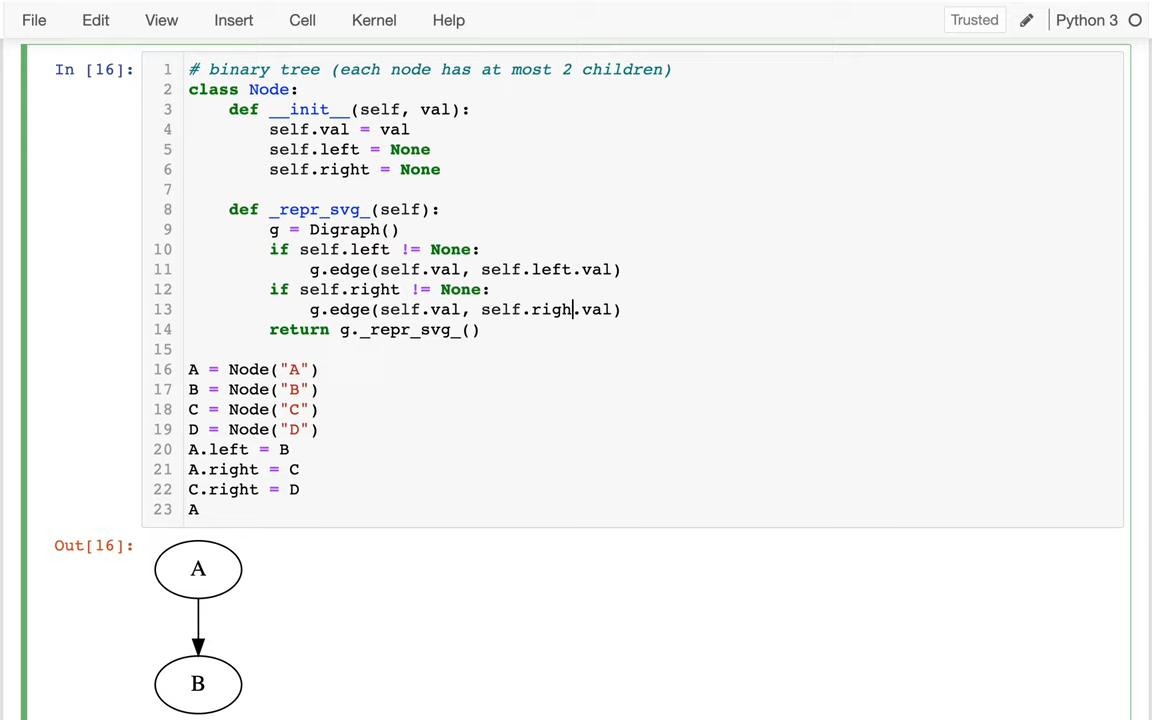 File Edit View Insert Cell Kernel Help Trusted Python 3
In [16]:
1 # binary tree (each node has at most 2 children)
2 class Node:
3     def __init__(self, val):
4         self.val = val
5         self.left = None
6         self.right = None
7
8     def _repr_svg_(self):
9         g = Digraph()
10         if self.left != None:
11             g.edge(self.val, self.left.val)
12         if self.right != None:
13             g.edge(self.val, self.righ.val)
14         return g._repr_svg_()
15
16 A = Node("A")
17 B = Node("B")
18 C = Node("C")
19 D = Node("D")
20 A.left = B
21 A.right = C
22 C.right = D
23 A
Out[16]:
A
B